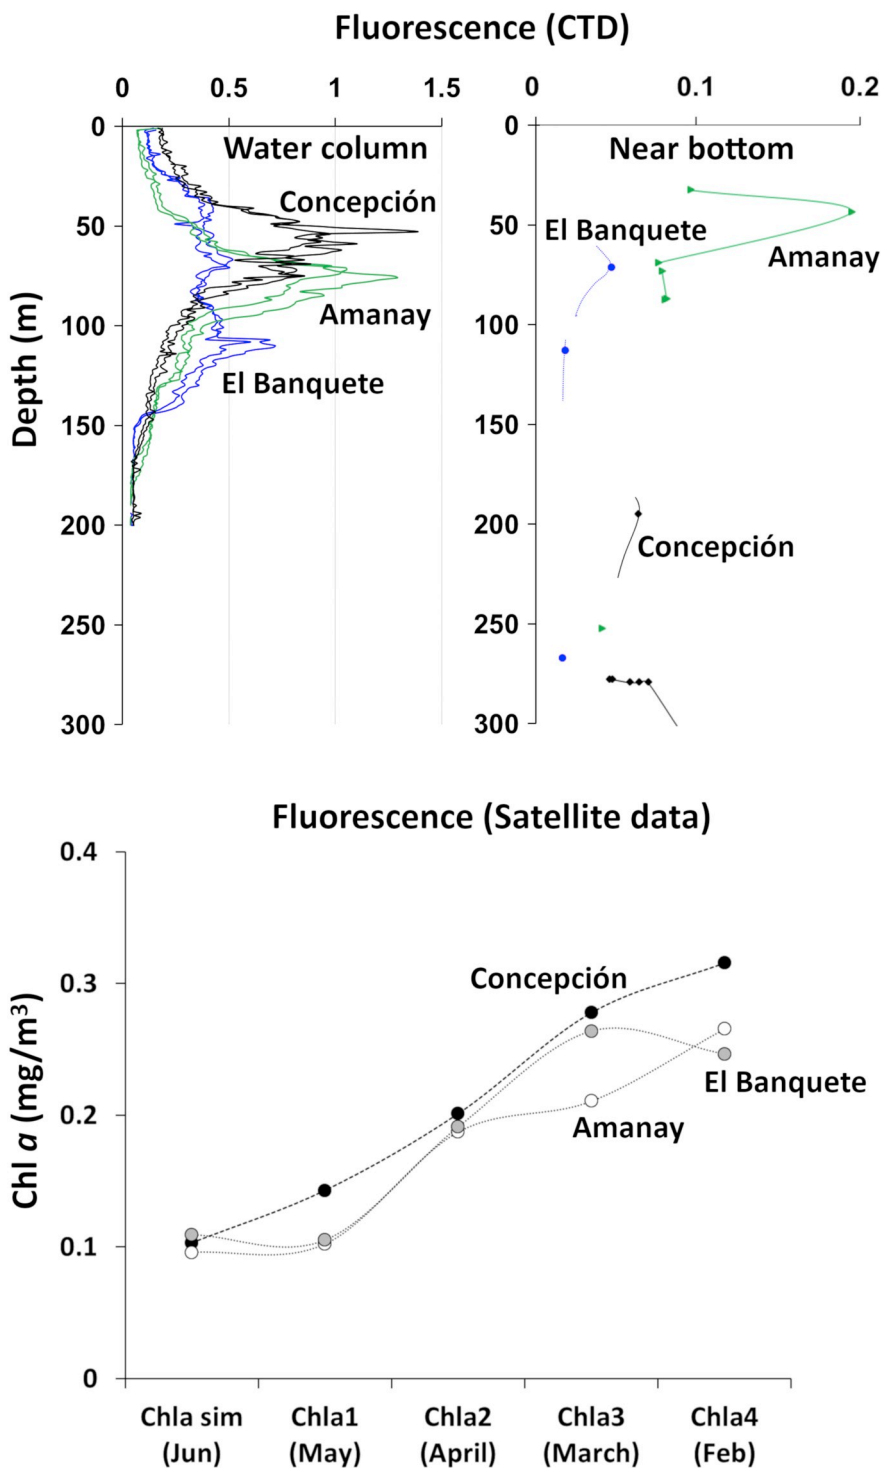 Fluorescence (CTD)
0 0.5 1 1.5
0 0.1 0.2
Depth (m)
0
50
100
150
200
250
300
Water column
Concepción
Amanay
El Banquete
0
50
100
150
200
250
300
Near bottom
El Banquete
Amanay
Concepción
Fluorescence (Satellite data)
Chl a (mg/m³)
0.4
0.3
0.2
0.1
0
Concepción
El Banquete
Amanay
Chla sim Chla1 Chla2 Chla3 Chla4
(Jun) (May) (April) (March) (Feb)